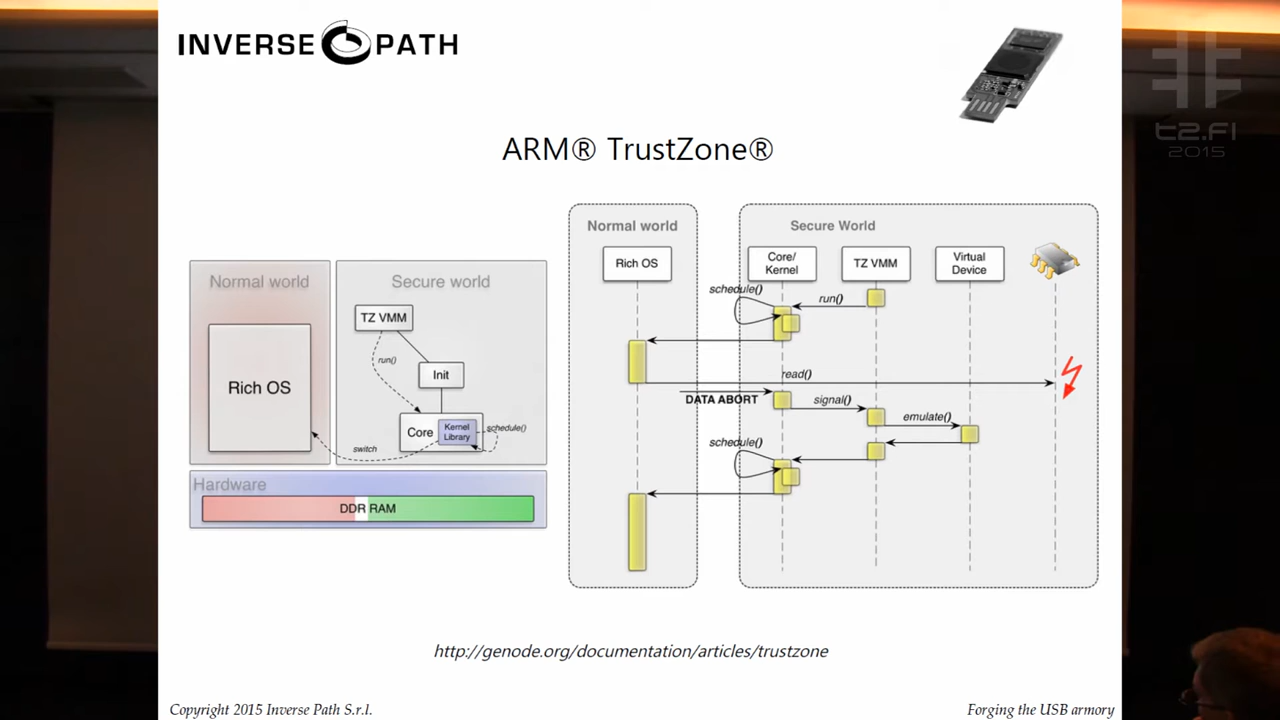 INVERSE PATH
t2.fi
2015
ARM® TrustZone®
Normal world
Secure world
TZ VMM
run()
Init
Rich OS
Core
Kernel
Library
schedule()
switch
Hardware
DDR RAM
Normal world
Secure World
Rich OS
Core/
Kernel
TZ VMM
Virtual
Device
schedule()
run()
read()
DATA ABORT
signal()
emulate()
schedule()
http://genode.org/documentation/articles/trustzone
Copyright 2015 Inverse Path S.r.l.
Forging the USB armory